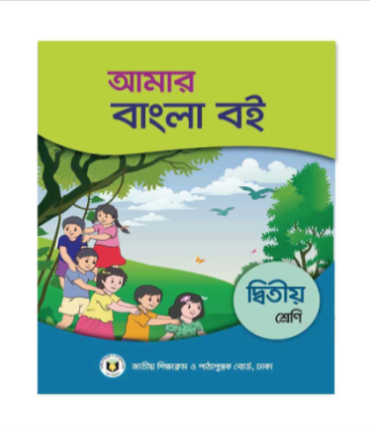 আমার
বাংলা বই
দ্বিতীয়
শ্রেণি
জাতীয় শিক্ষাক্রম ও পাঠ্যপুস্তক বোর্ড, ঢাকা